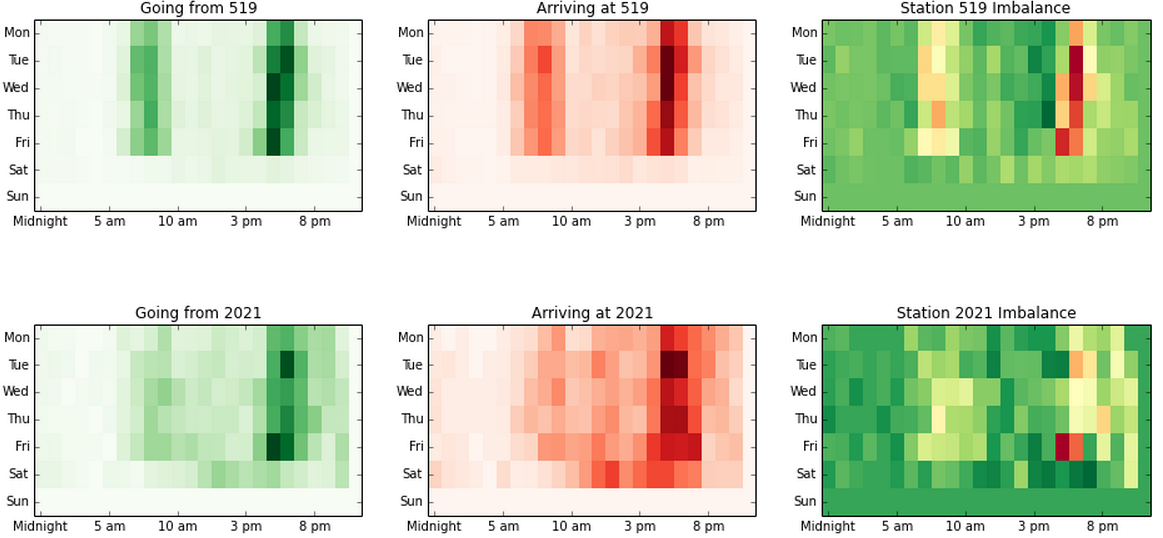 Going from 519
Arriving at 519
Station 519 Imbalance
Mon
Tue
Wed
Thu
Fri
Sat
Sun
Midnight 5 am 10 am 3 pm 8 pm
Mon
Tue
Wed
Thu
Fri
Sat
Sun
Midnight 5 am 10 am 3 pm 8 pm
Mon
Tue
Wed
Thu
Fri
Sat
Sun
Midnight 5 am 10 am 3 pm 8 pm
Going from 2021
Arriving at 2021
Station 2021 Imbalance
Mon
Tue
Wed
Thu
Fri
Sat
Sun
Midnight 5 am 10 am 3 pm 8 pm
Mon
Tue
Wed
Thu
Fri
Sat
Sun
Midnight 5 am 10 am 3 pm 8 pm
Mon
Tue
Wed
Thu
Fri
Sat
Sun
Midnight 5 am 10 am 3 pm 8 pm